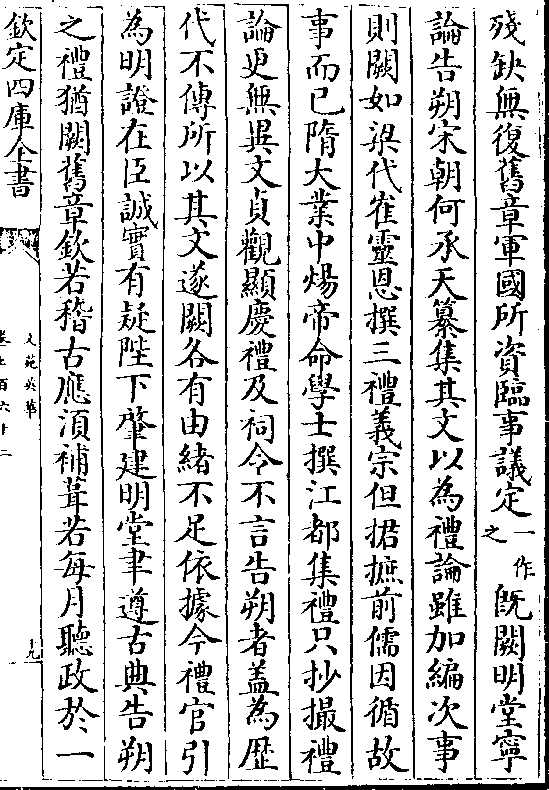 殘缺無復舊章軍國所資臨事議定一作之既闕明堂寧
論告朔宋朝何承天纂集其文以為禮論雖加編次事
則闕如梁代崔靈恩撰三禮義宗但捃摭前儒因循故
事而已隋大業中煬帝命學士撰江都集禮只抄撮禮
論更無異文貞觀顯慶禮及祠令不言告朔者蓋為歷
代不傳所以其文遂闕各有由緒不足依據今禮官引
為明證在臣誠實有疑陛下肇建明堂聿遵古典告朔
之禮猶闕舊章欽若稽古應須補葺若每月聽政於一
欽定四庫全書
文苑英華
卷七百六十二
十九